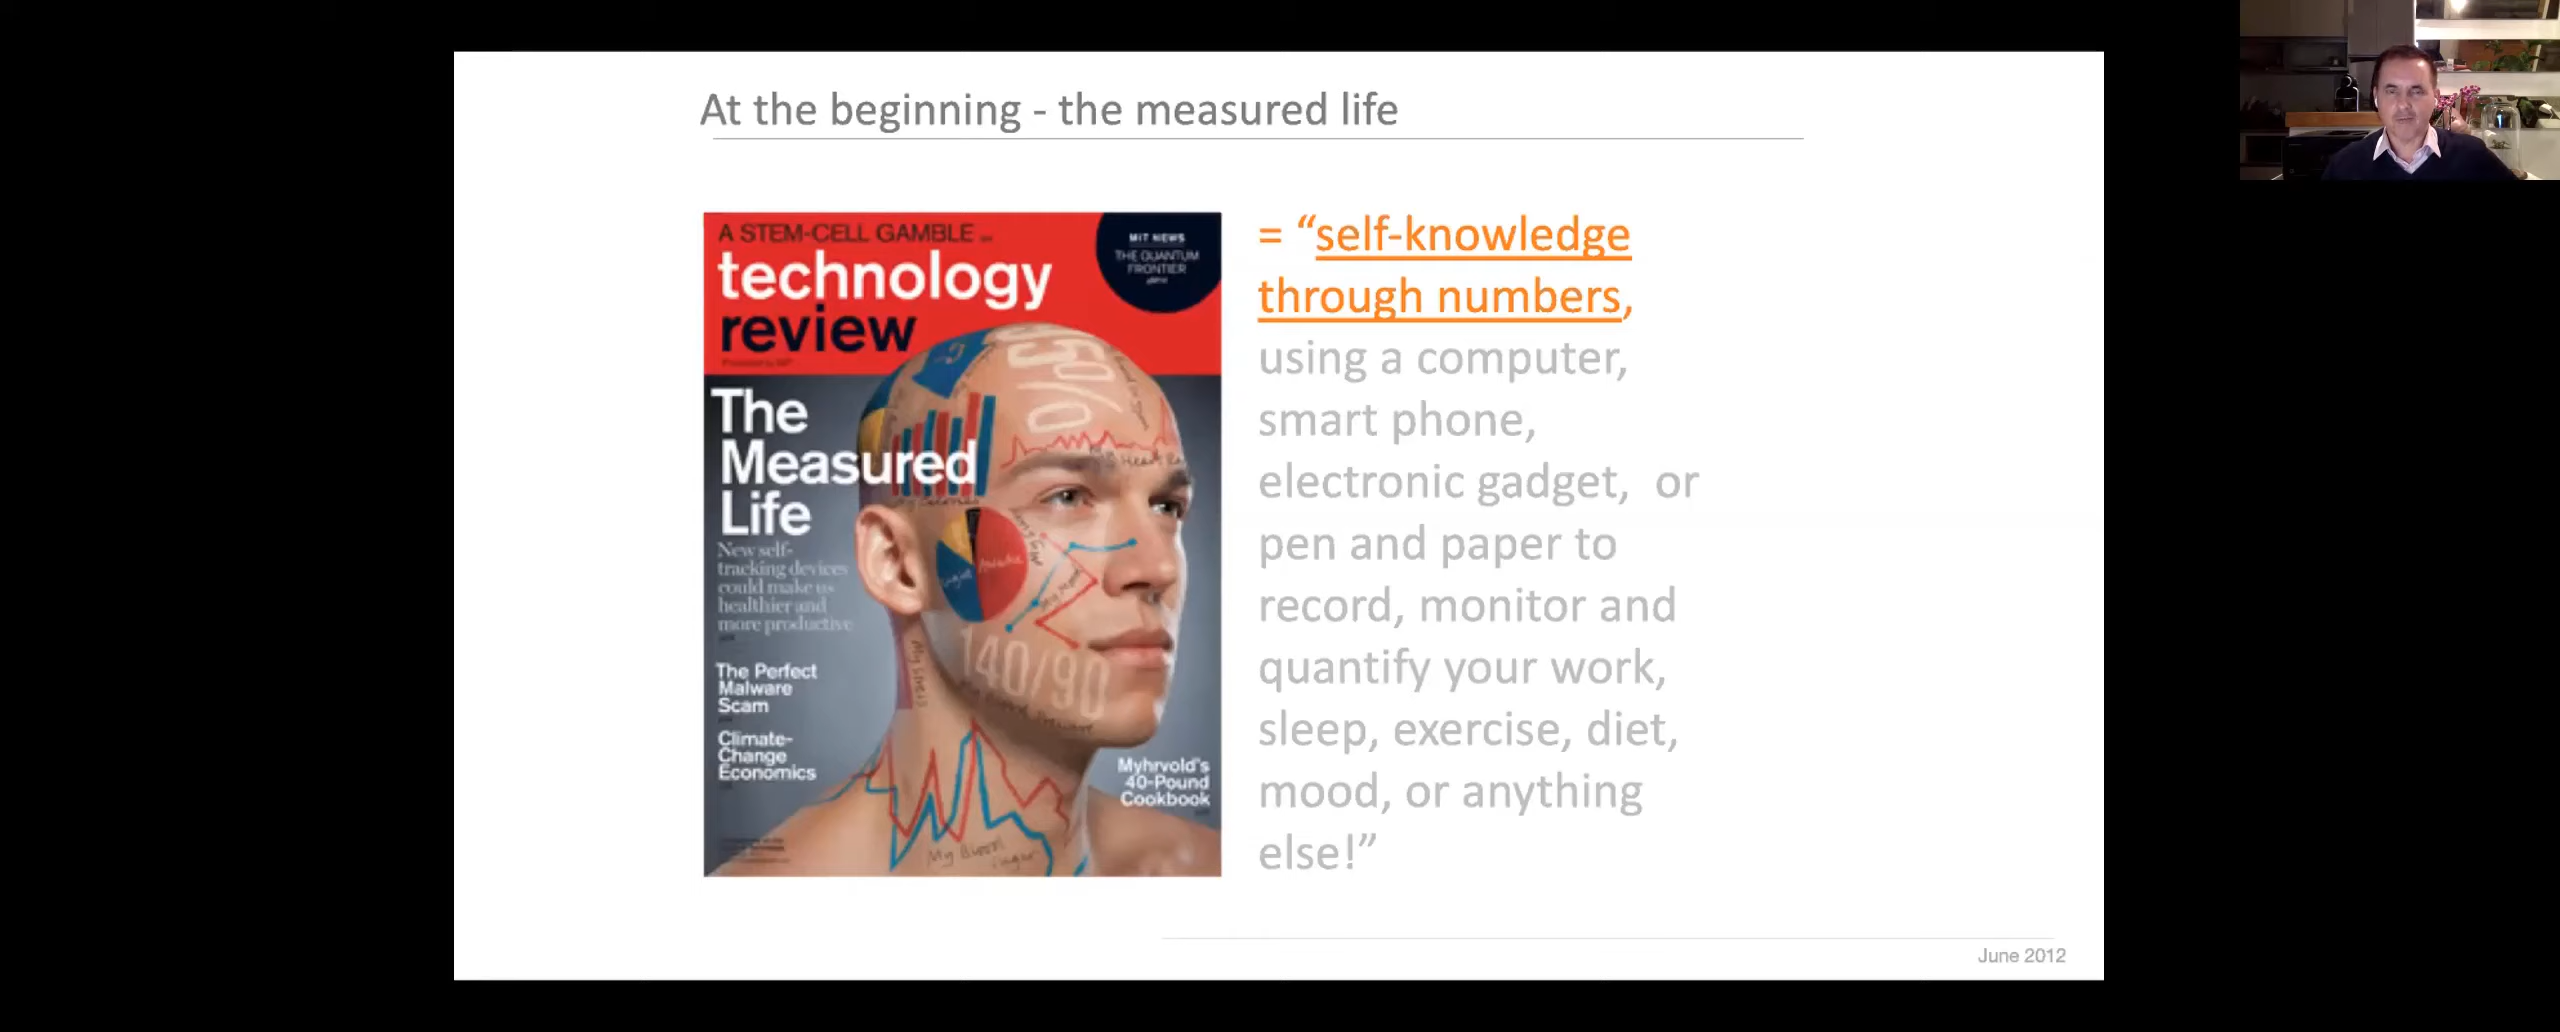 At the beginning - the measured life
A STEM-CELL GAMBLE
MIT NEWS
THE QUANTUM
FRONTIER
technology
review
5%
The
Measured
Life
New self-
tracking devices
could make us
healthier and
more productive
The Perfect
Malware
Scam
Climate-
Change
Economics
140/90
My Blood
Myhrvold's
40-Pound
Cookbook
= “self-knowledge
through numbers,
using a computer,
smart phone,
electronic gadget, or
pen and paper to
record, monitor and
quantify your work,
sleep, exercise, diet,
mood, or anything
else!”
June 2012